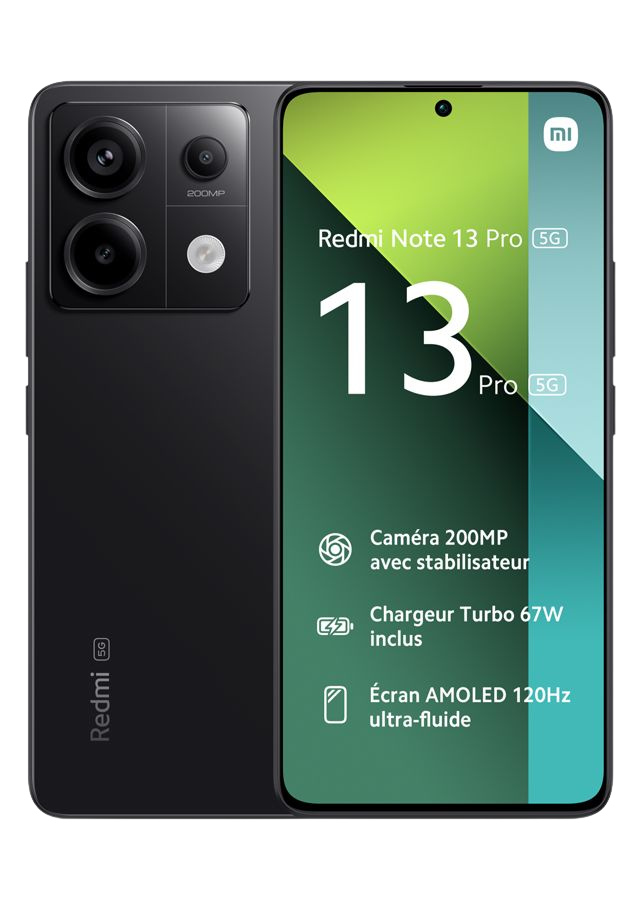 200MP
Redmi 5G
mi
Redmi Note 13 Pro 5G
13 Pro 5G
Caméra 200MP
avec stabilisateur
Chargeur Turbo 67W
inclus
Écran AMOLED 120Hz
ultra-fluide